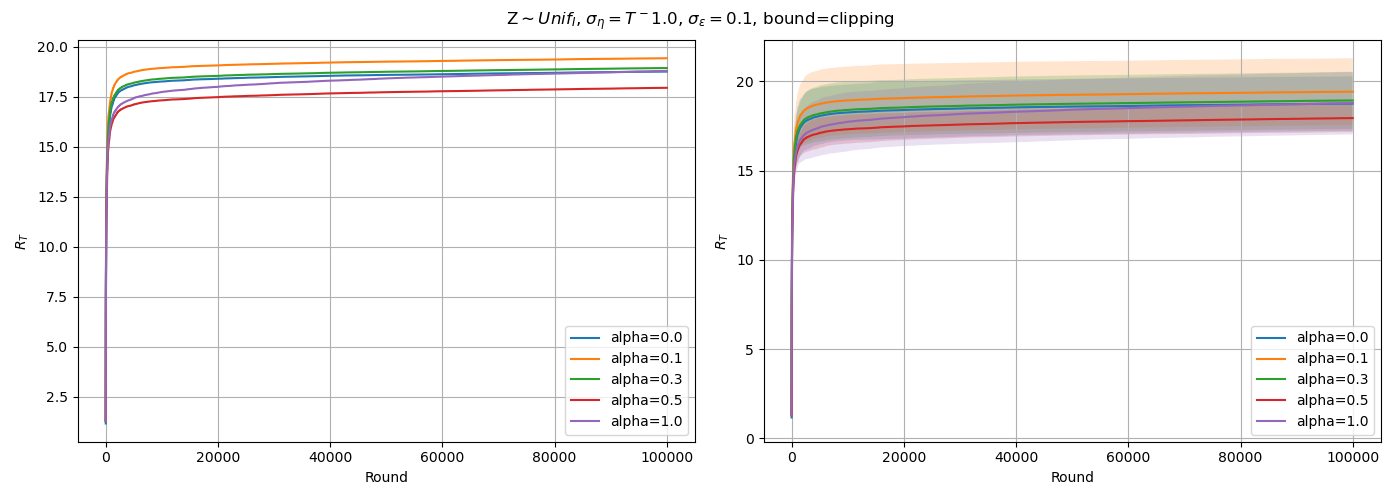 Z ~ Unif_I, σ_η = T^−1.0, σ_ε = 0.1, bound=clipping
20.0
17.5
15.0
12.5
10.0
7.5
5.0
2.5
R_T
0 20000 40000 60000 80000 100000
Round
alpha=0.0
alpha=0.1
alpha=0.3
alpha=0.5
alpha=1.0
20
15
10
5
0
R_T
0 20000 40000 60000 80000 100000
Round
alpha=0.0
alpha=0.1
alpha=0.3
alpha=0.5
alpha=1.0